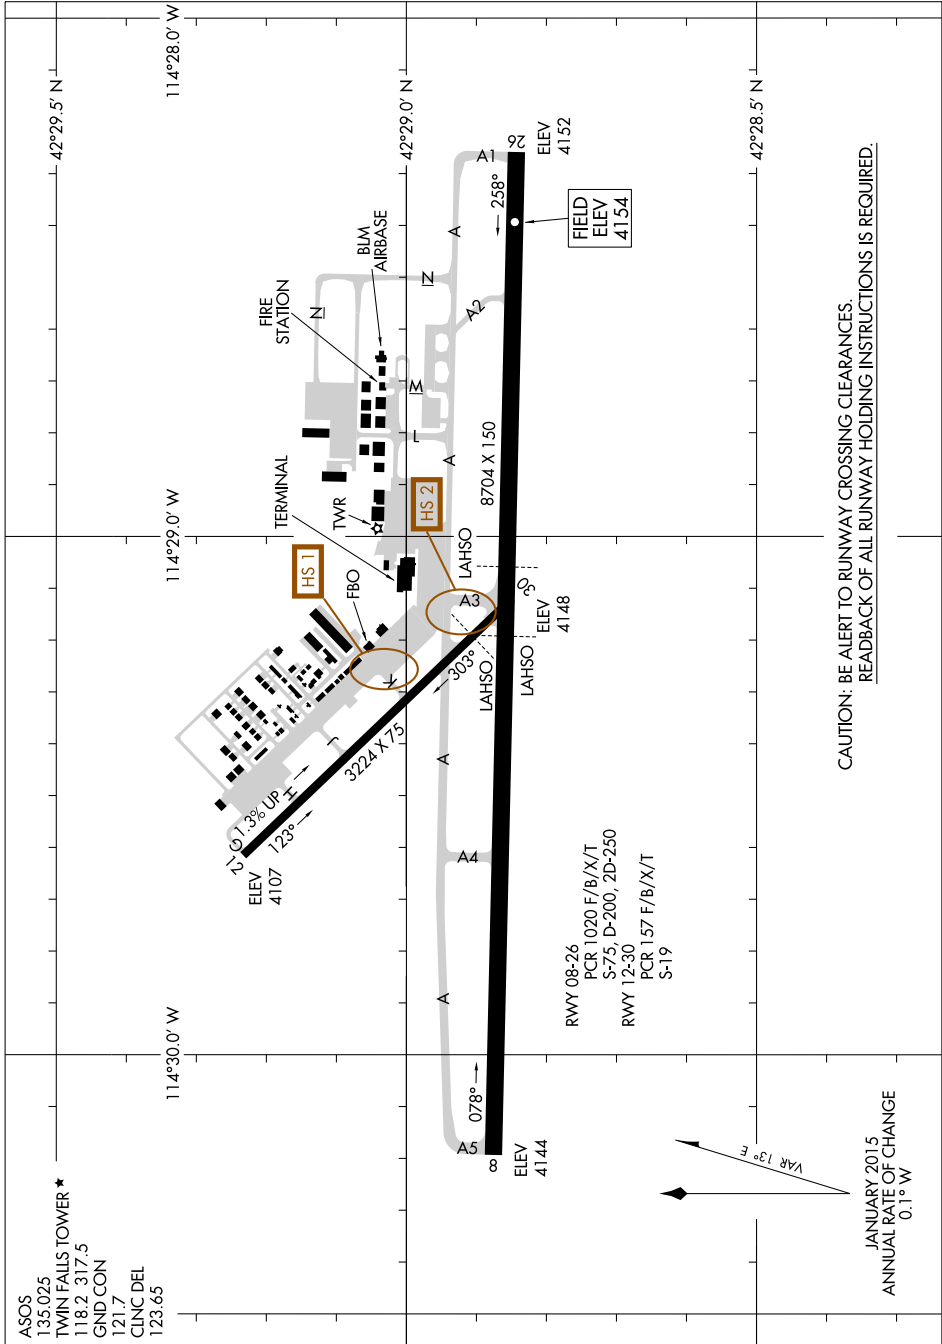 ASOS
135.025
TWIN FALLS TOWER ★
118.2 317.5
GND CON
121.7
CLNC DEL
123.65
114°30.0' W
114°29.0' W
114°28.0' W
42°29.5' N
42°29.0' N
42°28.5' N
FIRE
STATION
BLM
AIRBASE
TERMINAL
TWR
FBO
HS 1
HS 2
N
N
M
L
K
J
H
G
1.3% UP
12
123°
ELEV
4107
3224 X 75
303°
30
ELEV
4148
LAHSO
LAHSO
LAHSO
A
A
A
A
A1
A2
A3
A4
A5
8704 X 150
078°
8
ELEV
4144
258°
26
ELEV
4152
FIELD
ELEV
4154
RWY 08-26
PCR 1020 F/B/X/T
S-75, D-200, 2D-250
RWY 12-30
PCR 157 F/B/X/T
S-19
VAR 13° E
JANUARY 2015
ANNUAL RATE OF CHANGE
0.1° W
CAUTION: BE ALERT TO RUNWAY CROSSING CLEARANCES.
READBACK OF ALL RUNWAY HOLDING INSTRUCTIONS IS REQUIRED.